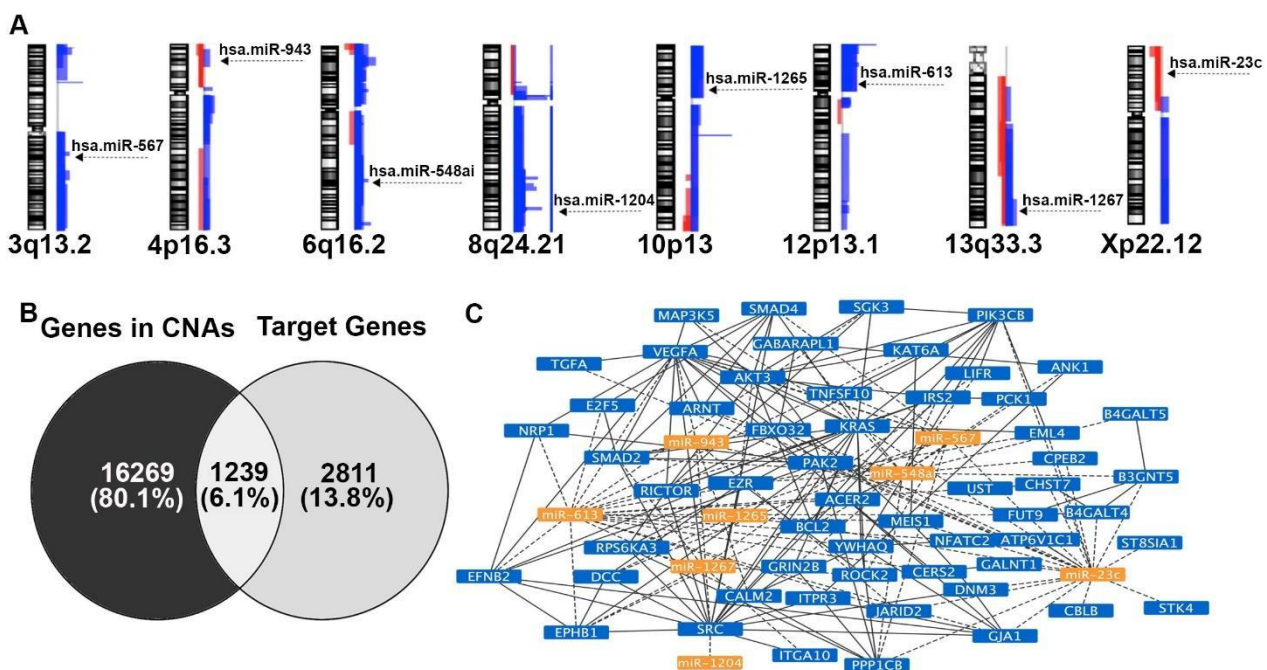 A
hsa.miR-943
hsa.miR-23c
hsa.miR-1265
hsa.miR-613
hsa.miR-567
hsa.miR-548ai
hsa.miR-1204
hsa.miR-1267
3q13.2 4p16.3 6q16.2 8q24.21 10p13 12p13.1 13q33.3 Xp22.12
B
Genes in CNAs Target Genes
16269 1239 2811
(80.1%) (6.1%) (13.8%)
C
SMAD4 SGK3
MAP3K5 PIK3CB
GABARAPL1
VEGFA KAT6A
TGFA LIFR ANK1
AKT3
TNFSF10 IRS2 PCK1
E2F5 ARNT B4GALT5
NRP1 FBXO32 KRAS EML4
miR-943 miR-567
SMAD2 PAK2 CPEB2
miR-548a B3GNT5
RICTOR EZR UST CHST7
ACER2
miR-613 miR-1265 MEIS1 FUT9 B4GALT4
BCL2
RPS6KA3 YWHAQ NFATC2 ATP6V1C1 ST8SIA1
EFNB2 DCC miR-1267 GRIN2B ROCK2 CERS2 GALNT1 miR-23c
CALM2 ITPR3 DNM3
JARID2 CBLB STK4
EPHB1 SRC GJA1
ITGA10
miR-1204 PPP1CB